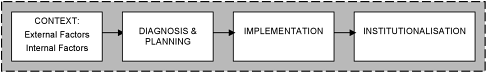 CONTEXT:
External Factors
Internal Factors
DIAGNOSIS &
PLANNING
IMPLEMENTATION
INSTITUTIONALISATION